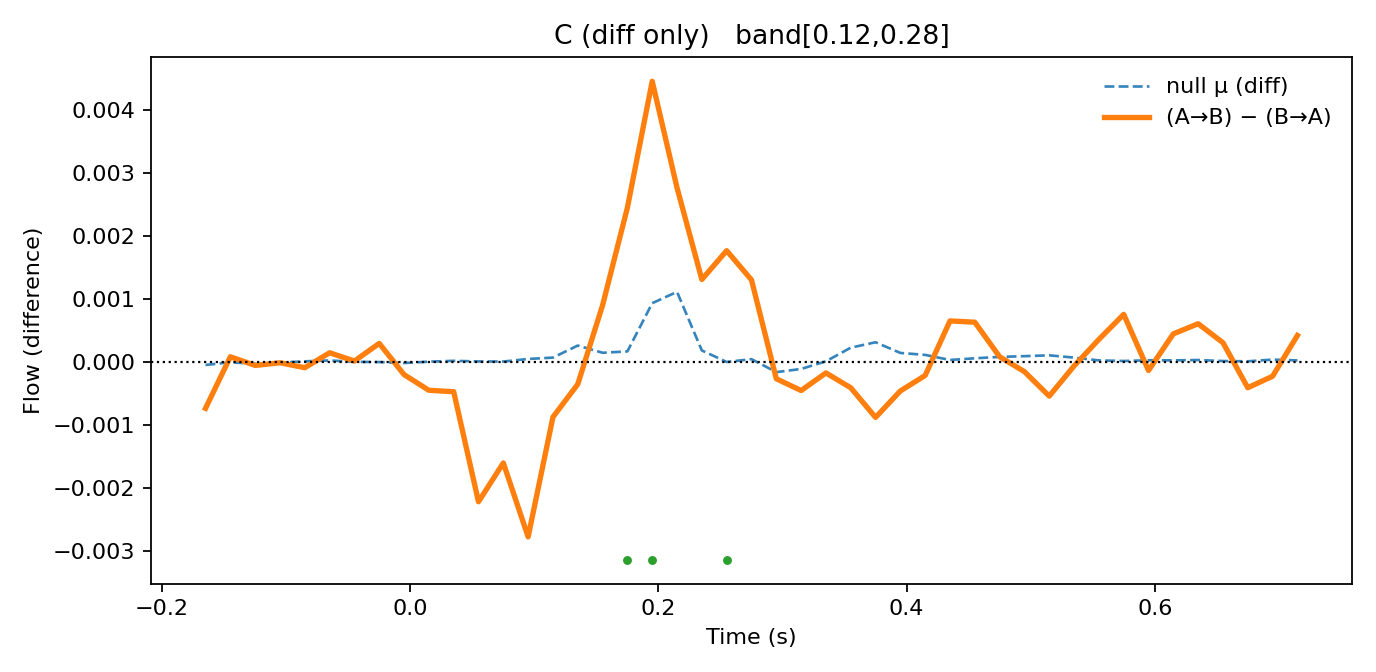 C (diff only)   band[0.12,0.28]
null μ (diff)
(A→B) − (B→A)
Flow (difference)
0.004
0.003
0.002
0.001
0.000
−0.001
−0.002
−0.003
−0.2 0.0 0.2 0.4 0.6
Time (s)